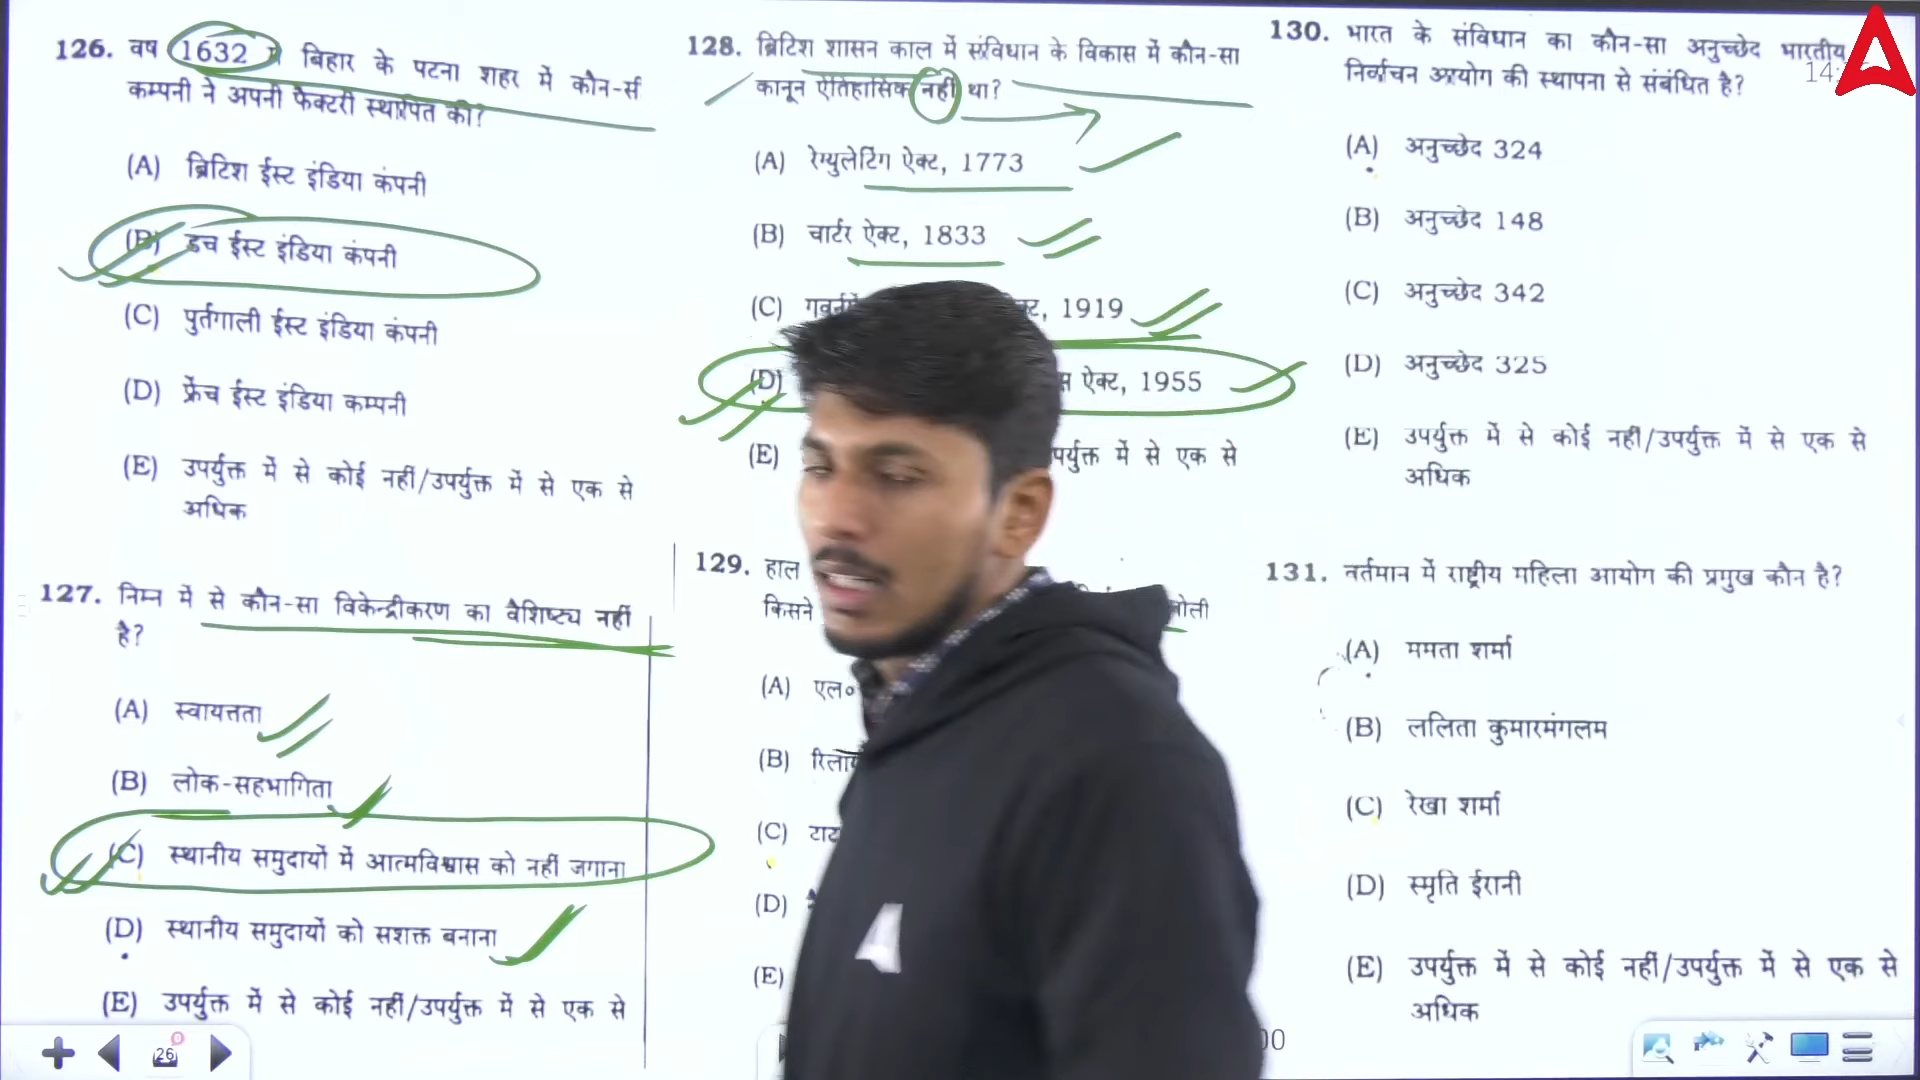 126. वष 1632 बिहार के पटना शहर में कौन-सी
कम्पनी ने अपनी फैक्टरी स्थापित की?
(A) ब्रिटिश ईस्ट इंडिया कंपनी
(B) डच ईस्ट इंडिया कंपनी
(C) पुर्तगाली ईस्ट इंडिया कंपनी
(D) फ्रेंच ईस्ट इंडिया कम्पनी
(E) उपर्युक्त में से कोई नहीं/उपर्युक्त में से एक से
अधिक
127. निम्न में से कौन-सा विकेन्द्रीकरण का वैशिष्ट्य नहीं
है?
(A) स्वायत्तता
(B) लोक-सहभागिता
(C) स्थानीय समुदायों में आत्मविश्वास को नहीं जगाना
(D) स्थानीय समुदायों को सशक्त बनाना
(E) उपर्युक्त में से कोई नहीं/उपर्युक्त में से एक से
128. ब्रिटिश शासन काल में संविधान के विकास में कौन-सा
कानून ऐतिहासिक नहीं था?
(A) रेग्युलेटिंग ऐक्ट, 1773
(B) चार्टर ऐक्ट, 1833
(C) 1919
(D) ऐक्ट, 1955
(E) में से एक से
129. हाल
किसने
(A) एल०
(B)
(C)
(D)
(E)
130. भारत के संविधान का कौन-सा अनुच्छेद भारतीय
निर्वाचन आयोग की स्थापना से संबंधित है?
(A) अनुच्छेद 324
(B) अनुच्छेद 148
(C) अनुच्छेद 342
(D) अनुच्छेद 325
(E) उपर्युक्त में से कोई नहीं/उपर्युक्त में से एक से
अधिक
131. वर्तमान में राष्ट्रीय महिला आयोग की प्रमुख कौन है?
(A) ममता शर्मा
(B) ललिता कुमारमंगलम
(C) रेखा शर्मा
(D) स्मृति ईरानी
(E) उपर्युक्त में से कोई नहीं/उपर्युक्त में से एक से
अधिक
26